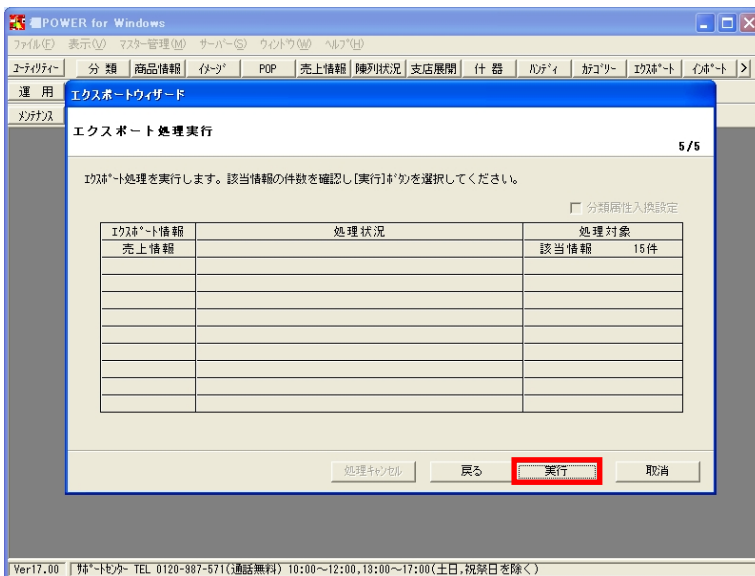 POWER for Windows
ファイル(F) 表示(V) マスター管理(M) サーバー(S) ウィンドウ(W) ヘルプ(H)
ユーティリティー 分 類 商品情報 イメージ POP 売上情報 陳列状況 支店展開 什 器 ハンディ カテゴリー エクスポート インポート
運 用
メンテナンス
エクスポートウィザード
エクスポート処理実行
5/5
エクスポート処理を実行します。該当情報の件数を確認し[実行]ボタンを選択してください。
分類属性入換設定
エクスポート情報 処理状況 処理対象
売上情報 該当情報 15件
処理キャンセル 戻る 実行 取消
Ver17.00 サポートセンター TEL 0120-987-571(通話無料) 10:00～12:00,13:00～17:00(土日,祝祭日を除く)